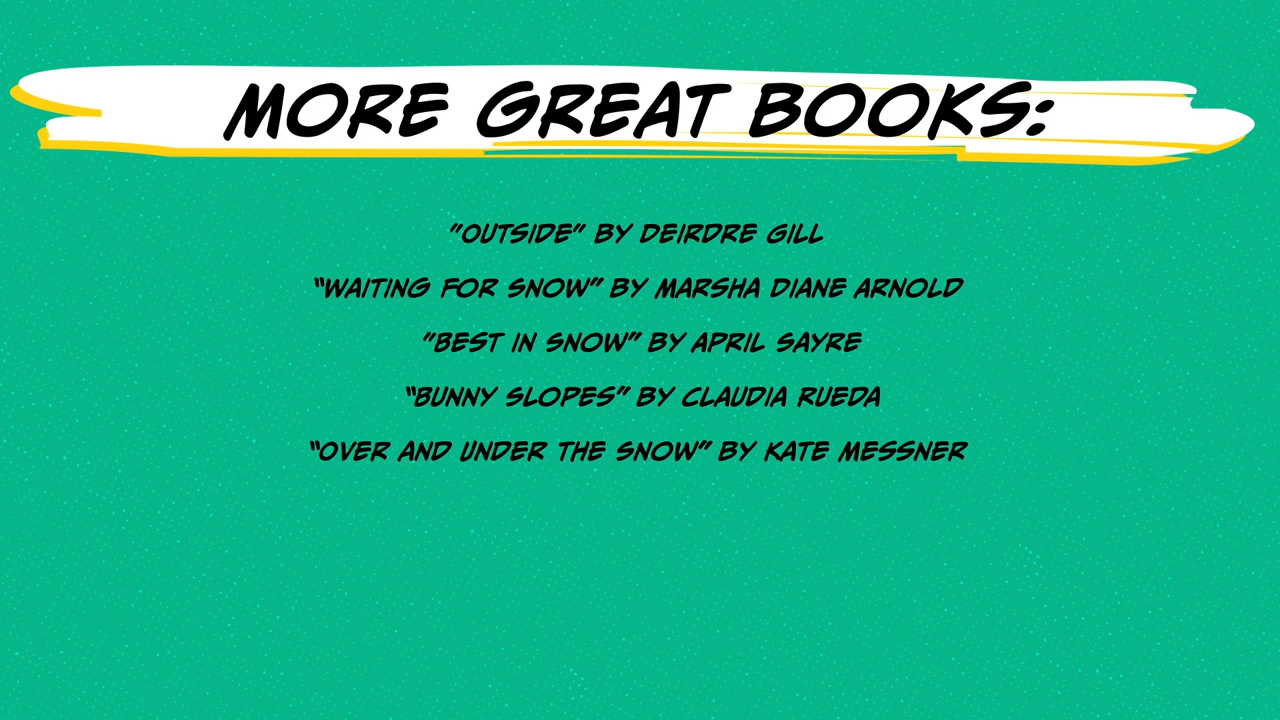 MORE GREAT BOOKS:
"OUTSIDE" BY DEIRDRE GILL
"WAITING FOR SNOW" BY MARSHA DIANE ARNOLD
"BEST IN SNOW" BY APRIL SAYRE
"BUNNY SLOPES" BY CLAUDIA RUEDA
"OVER AND UNDER THE SNOW" BY KATE MESSNER